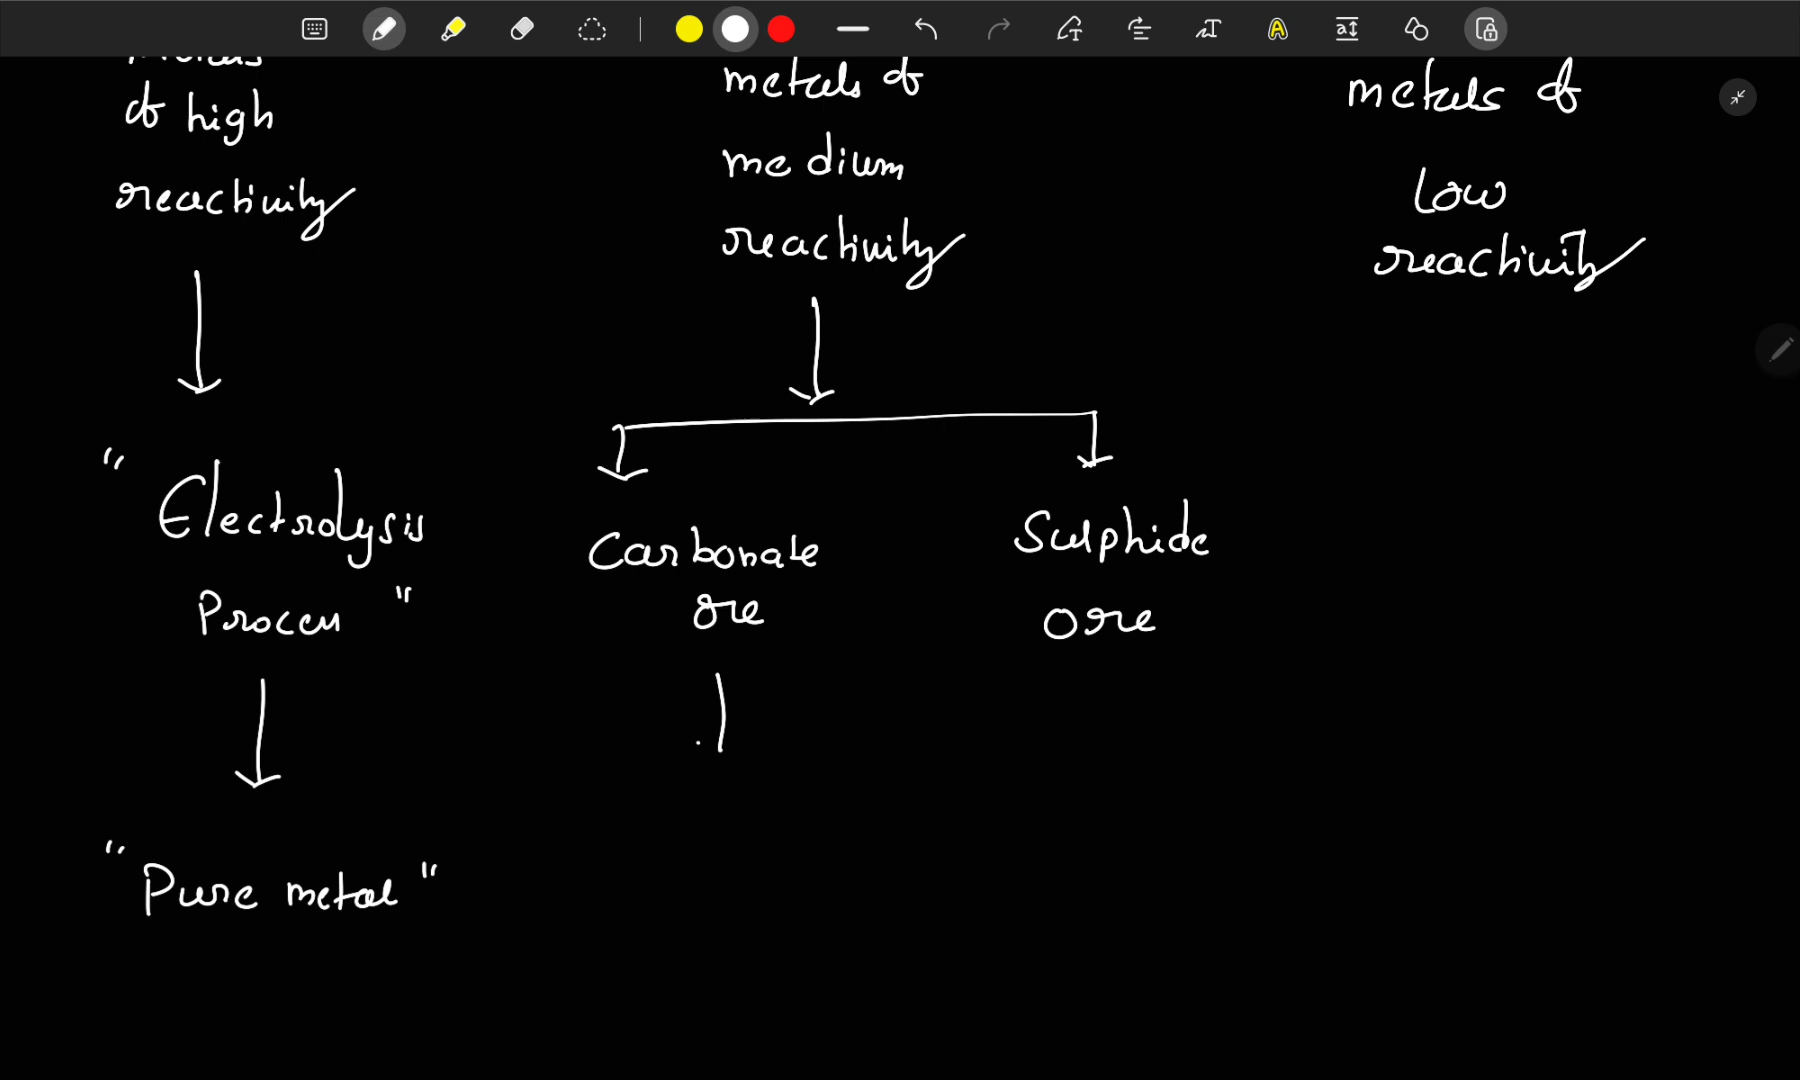 of high
reactivity
metals of
medium
reactivity
metals of
Low
reactivity
" Electrolysis
Process "
Carbonate
ore
Sulphide
ore
" Pure metal "